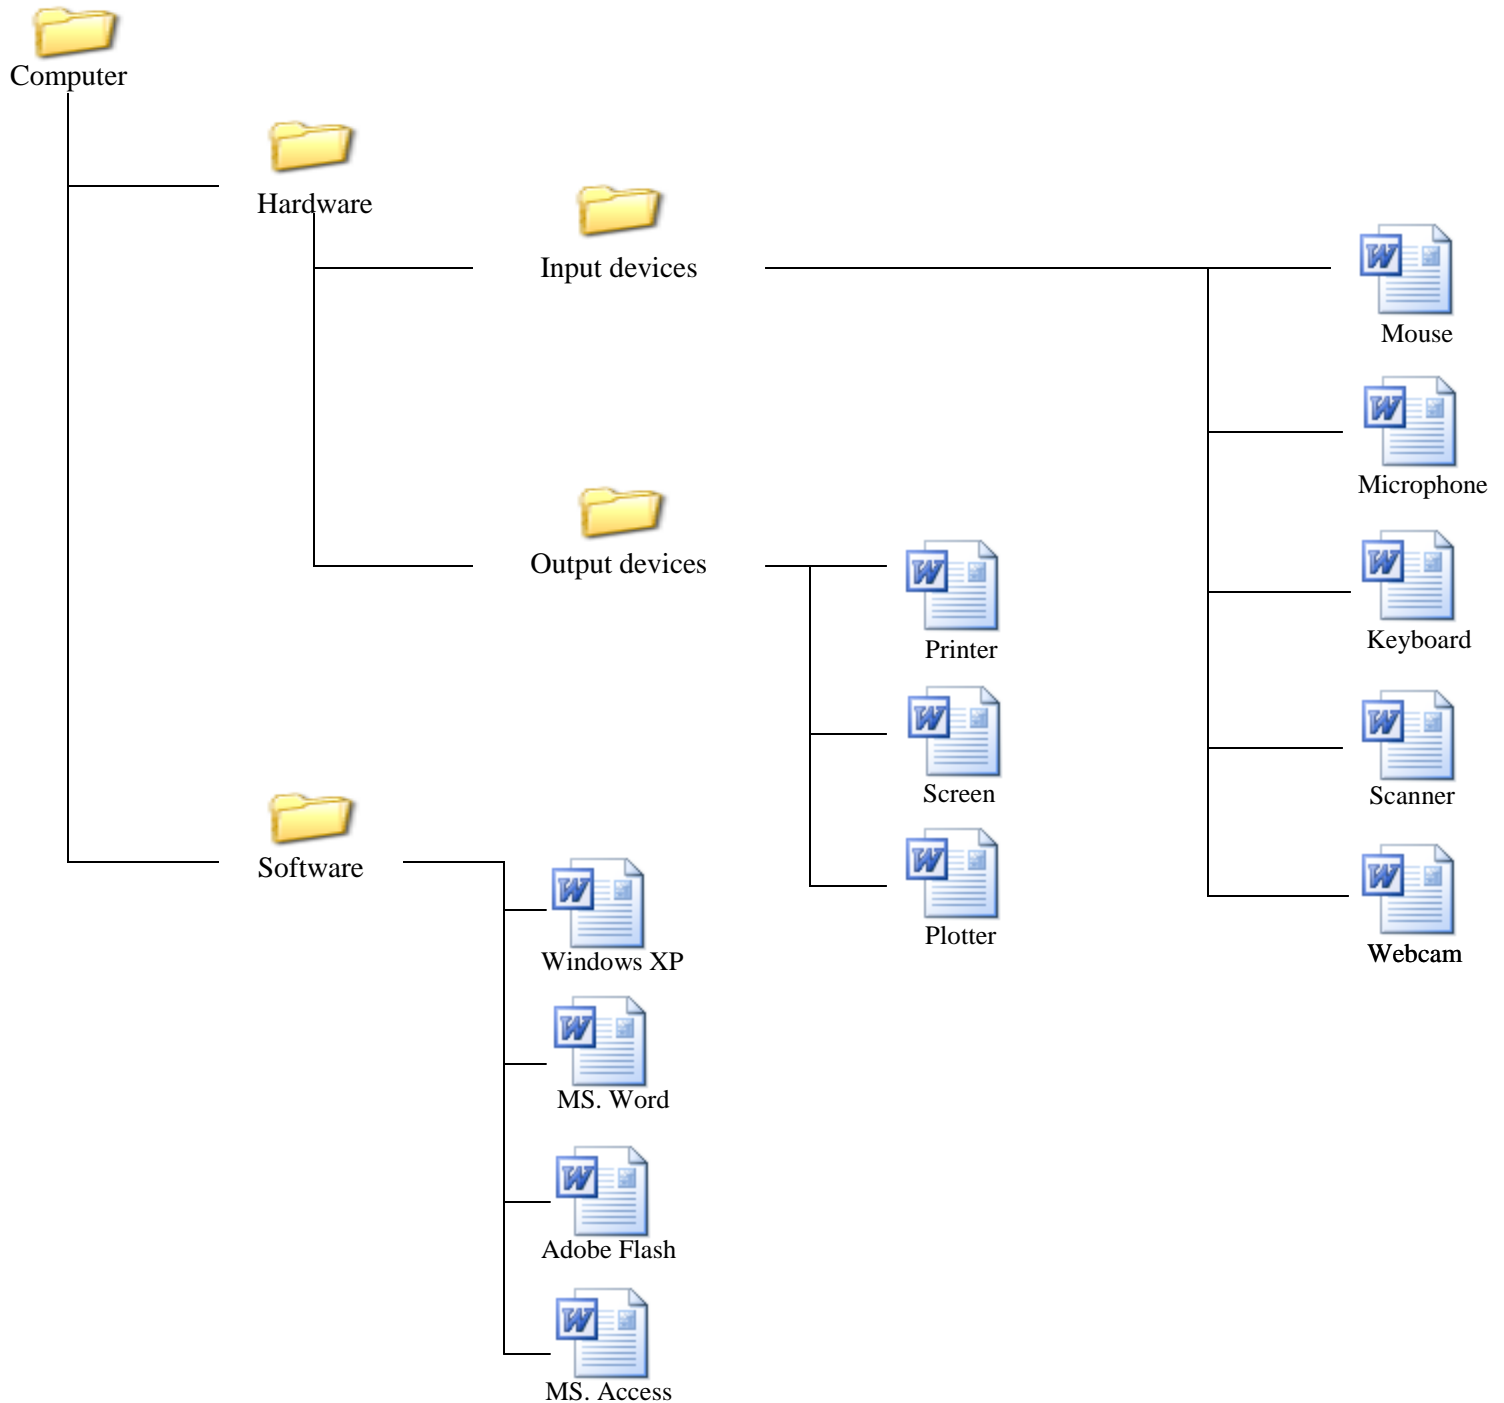 Computer
Hardware
Input devices
Mouse
Microphone
Keyboard
Scanner
Webcam
Output devices
Printer
Screen
Plotter
Software
Windows XP
MS. Word
Adobe Flash
MS. Access